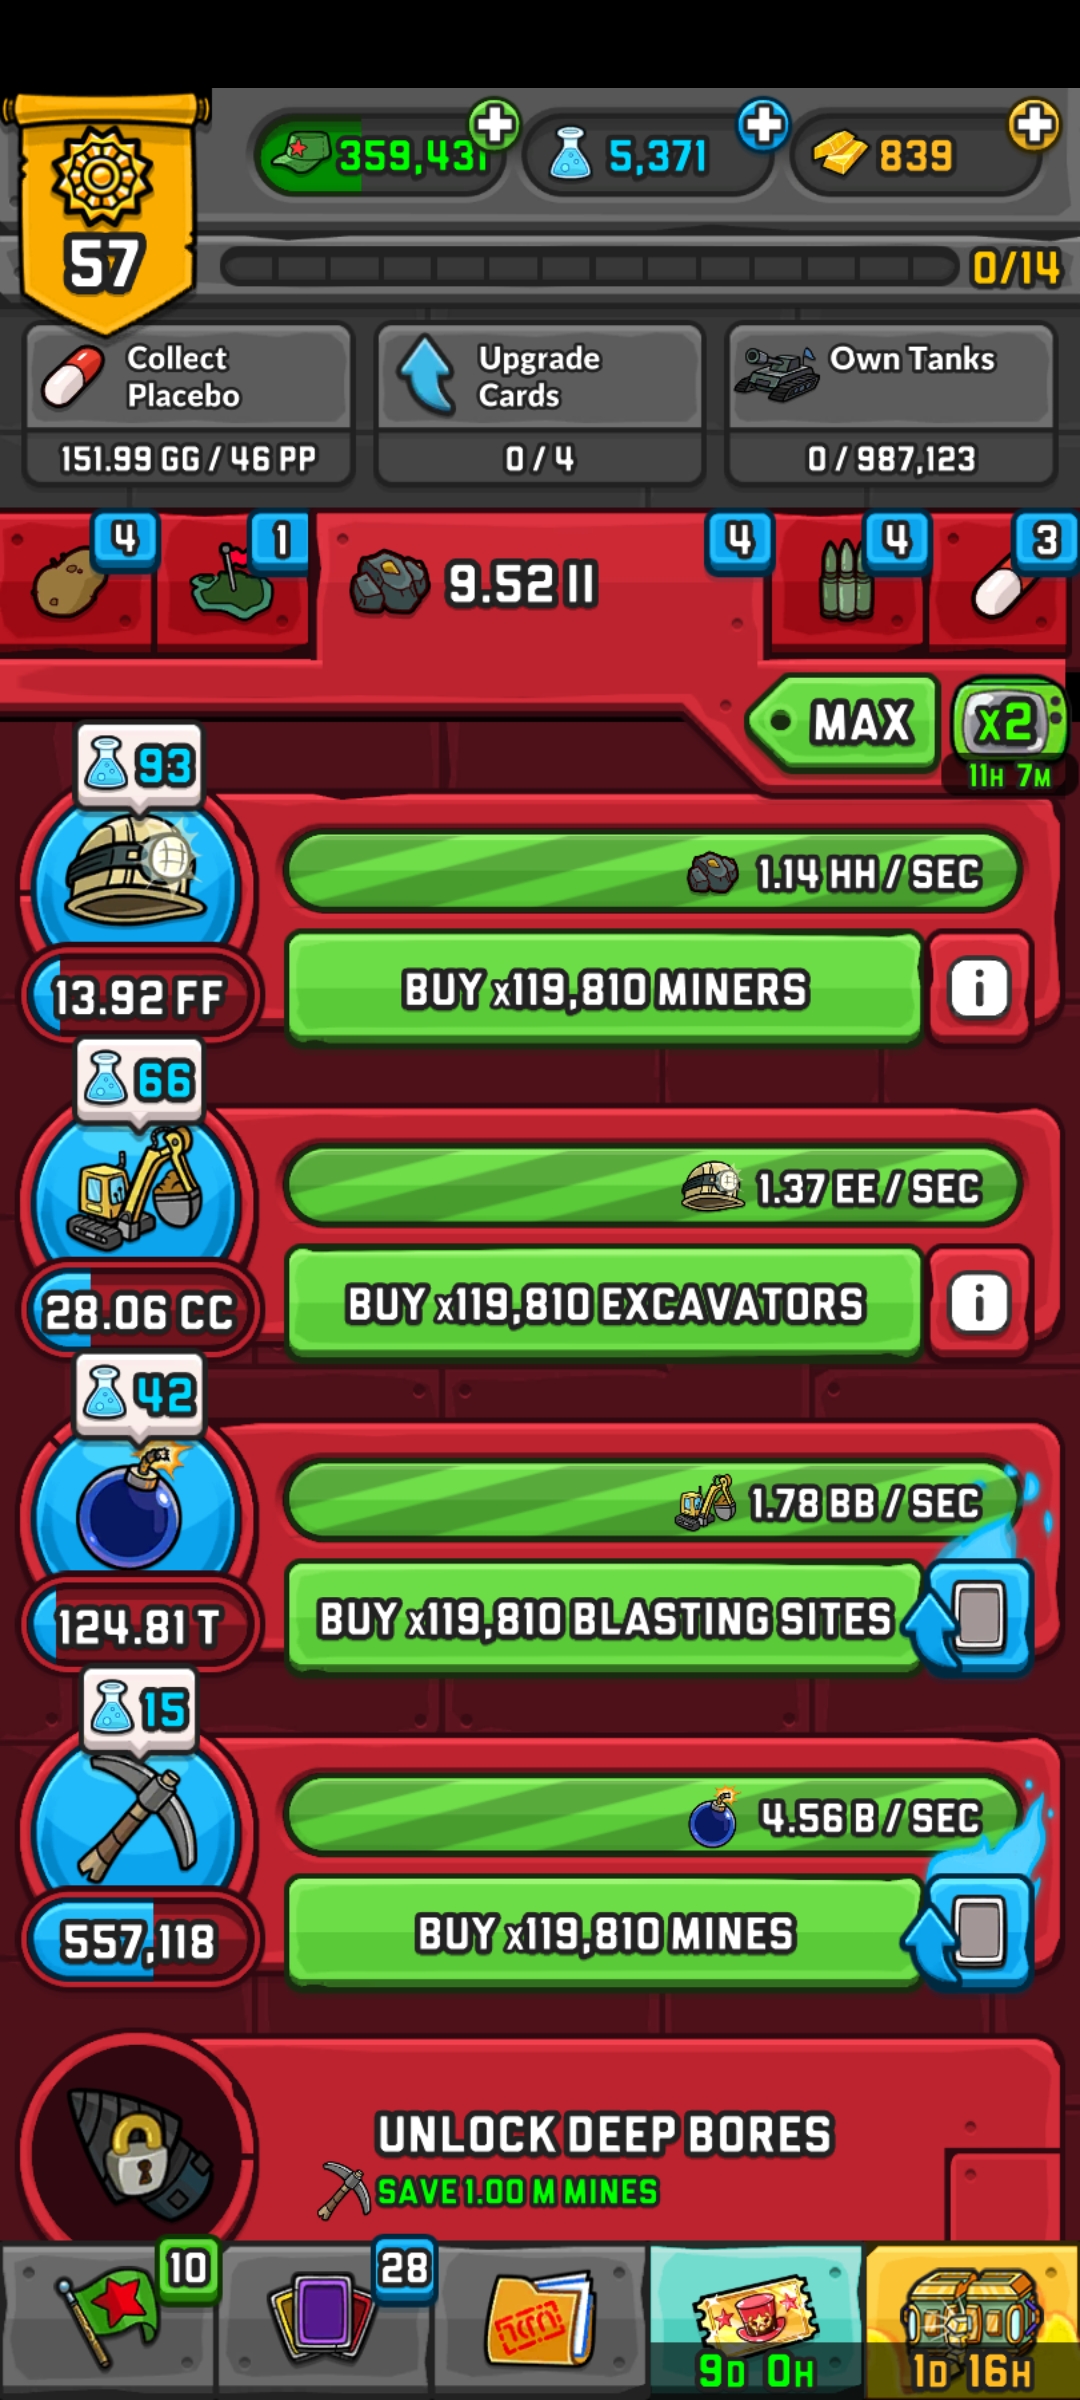 359,431
5,371
839
57
0/14
Collect
Placebo
151.99 GG / 46 PP
Upgrade
Cards
0 / 4
Own Tanks
0 / 987,123
4
1
9.52 II
4
4
3
MAX
x2
11H 7M
93
1.14 HH / SEC
13.92 FF
BUY x119,810 MINERS
i
66
1.37 EE / SEC
28.06 CC
BUY x119,810 EXCAVATORS
i
42
1.78 BB / SEC
124.81 T
BUY x119,810 BLASTING SITES
15
4.56 B / SEC
557,118
BUY x119,810 MINES
UNLOCK DEEP BORES
SAVE 1.00 M MINES
10
28
9D 0H
1D 16H